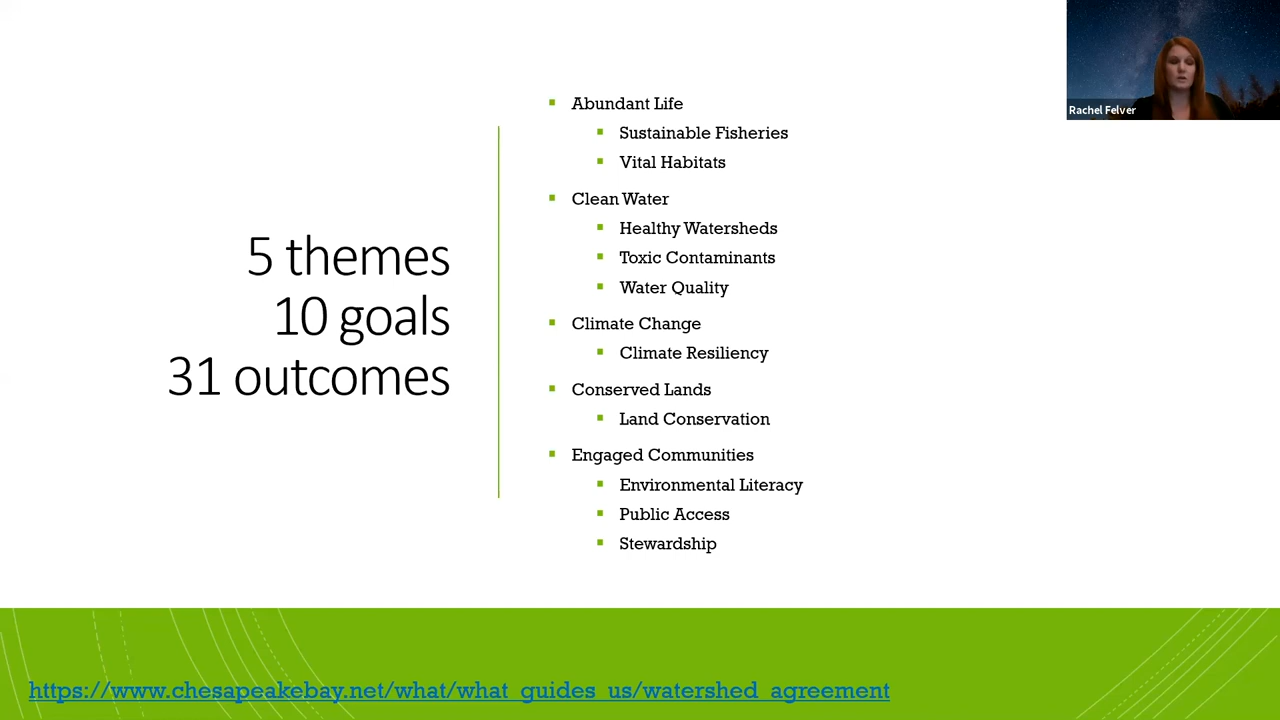 5 themes
10 goals
31 outcomes
Abundant Life
Sustainable Fisheries
Vital Habitats
Clean Water
Healthy Watersheds
Toxic Contaminants
Water Quality
Climate Change
Climate Resiliency
Conserved Lands
Land Conservation
Engaged Communities
Environmental Literacy
Public Access
Stewardship
Rachel Felver
https://www.chesapeakebay.net/what/what_guides_us/watershed_agreement